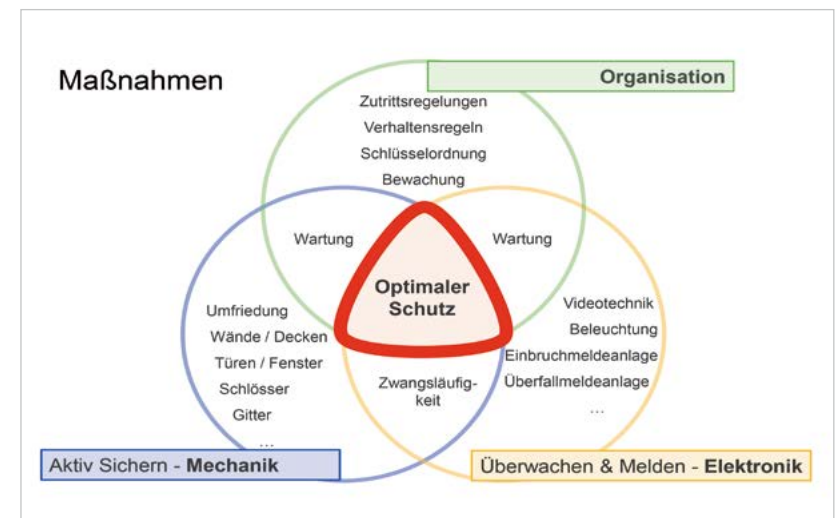 Maßnahmen
Organisation
Zutrittsregelungen
Verhaltensregeln
Schlüsselordnung
Bewachung
Wartung
Wartung
Optimaler
Schutz
Umfriedung
Wände / Decken
Türen / Fenster
Schlösser
Gitter
...
Videotechnik
Beleuchtung
Einbruchmeldeanlage
Überfallmeldeanlage
...
Zwangsläufig-
keit
Aktiv Sichern - Mechanik
Überwachen & Melden - Elektronik